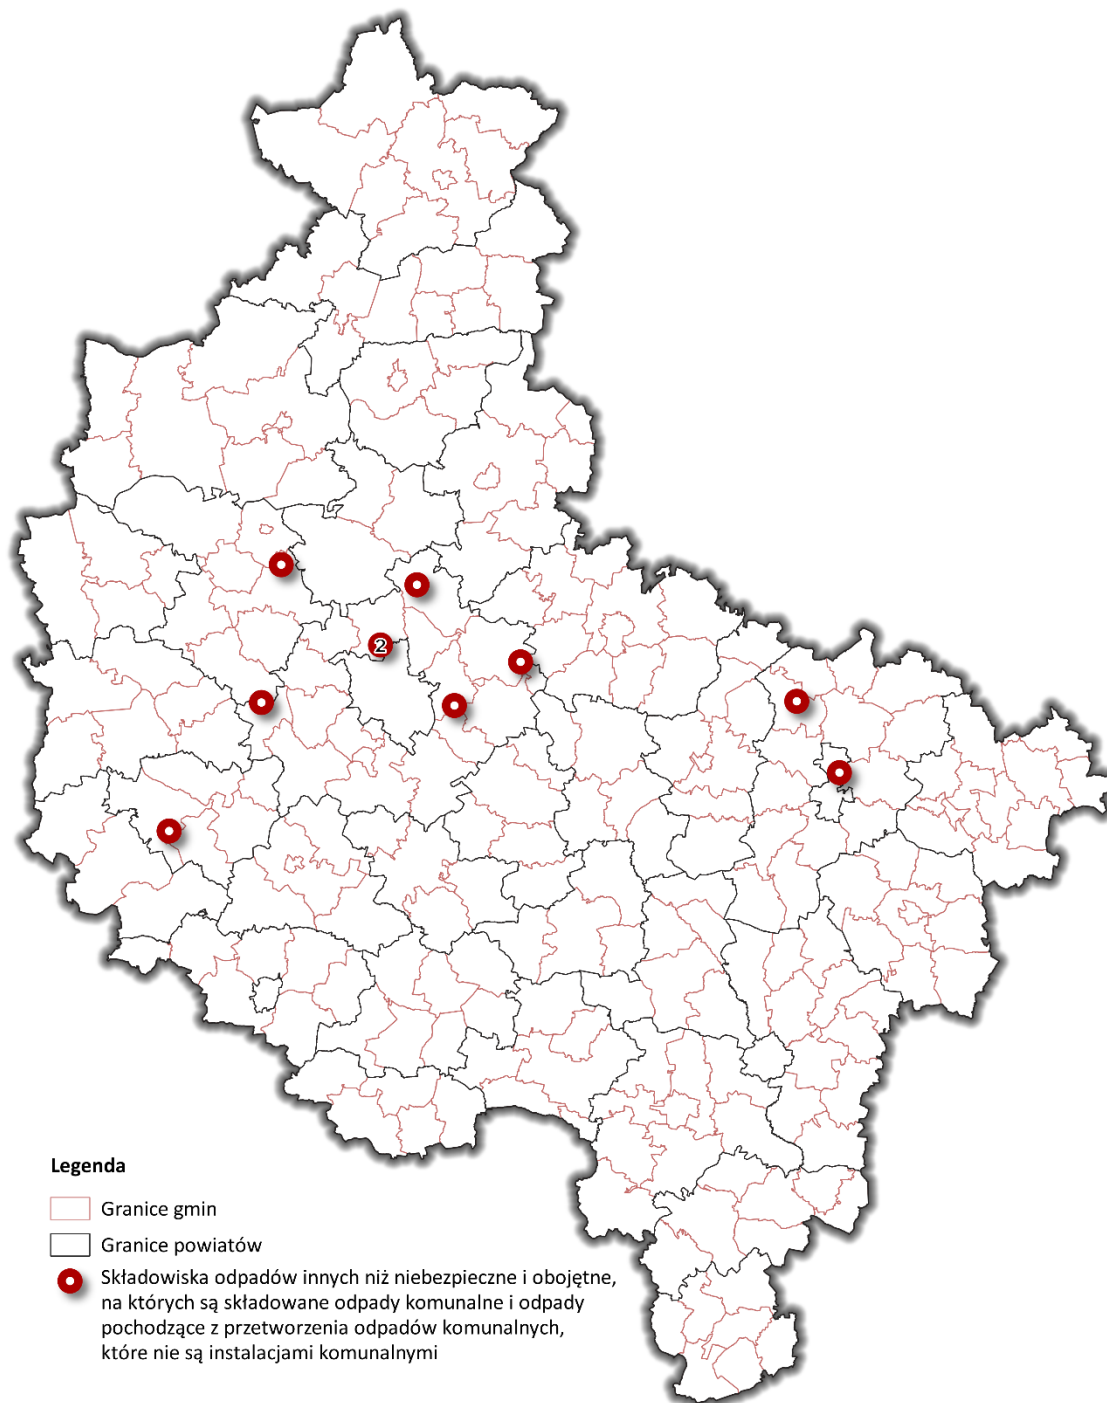 2
Legenda
Granice gmin
Granice powiatów
Składowiska odpadów innych niż niebezpieczne i obojętne,
na których są składowane odpady komunalne i odpady
pochodzące z przetworzenia odpadów komunalnych,
które nie są instalacjami komunalnymi